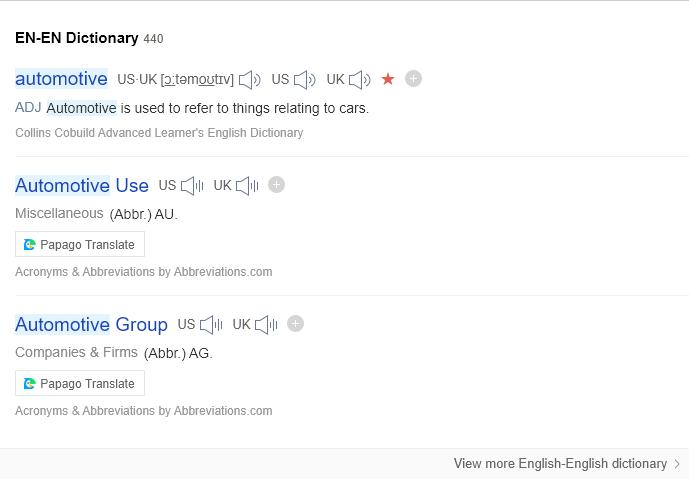 EN-EN Dictionary 440
automotive US·UK [ɔ:təmoʊtɪv] US UK
ADJ Automotive is used to refer to things relating to cars.
Collins Cobuild Advanced Learner's English Dictionary
Automotive Use US UK
Miscellaneous (Abbr.) AU.
Papago Translate
Acronyms & Abbreviations by Abbreviations.com
Automotive Group US UK
Companies & Firms (Abbr.) AG.
Papago Translate
Acronyms & Abbreviations by Abbreviations.com
View more English-English dictionary